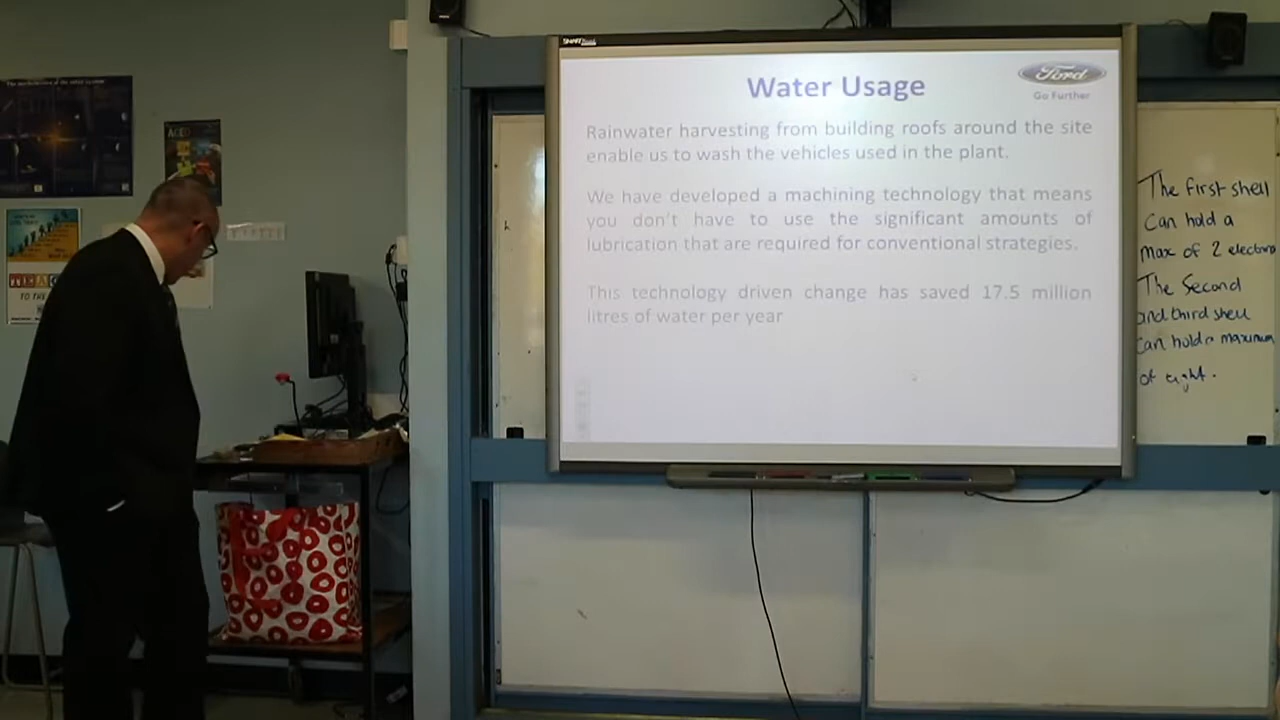 SMART
Water Usage
Ford
Go Further
Rainwater harvesting from building roofs around the site
enable us to wash the vehicles used in the plant.
We have developed a machining technology that means
you don't have to use the significant amounts of
lubrication that are required for conventional strategies.
This technology driven change has saved 17.5 million
litres of water per year
The first shell
Can hold a
max of 2 electrons
The Second
and third shell
Can hold a maximum
of eight.
TO THE